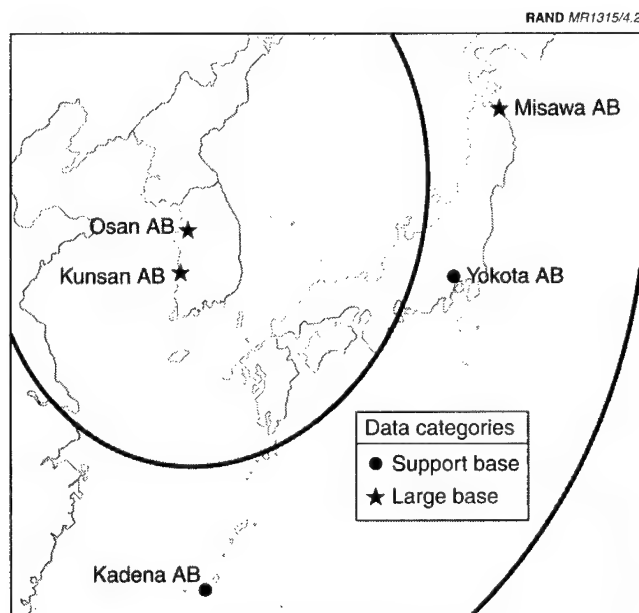 RAND MR1315/4.2
Misawa AB
Osan AB
Kunsan AB
Yokota AB
Data categories
Support base
Large base
Kadena AB